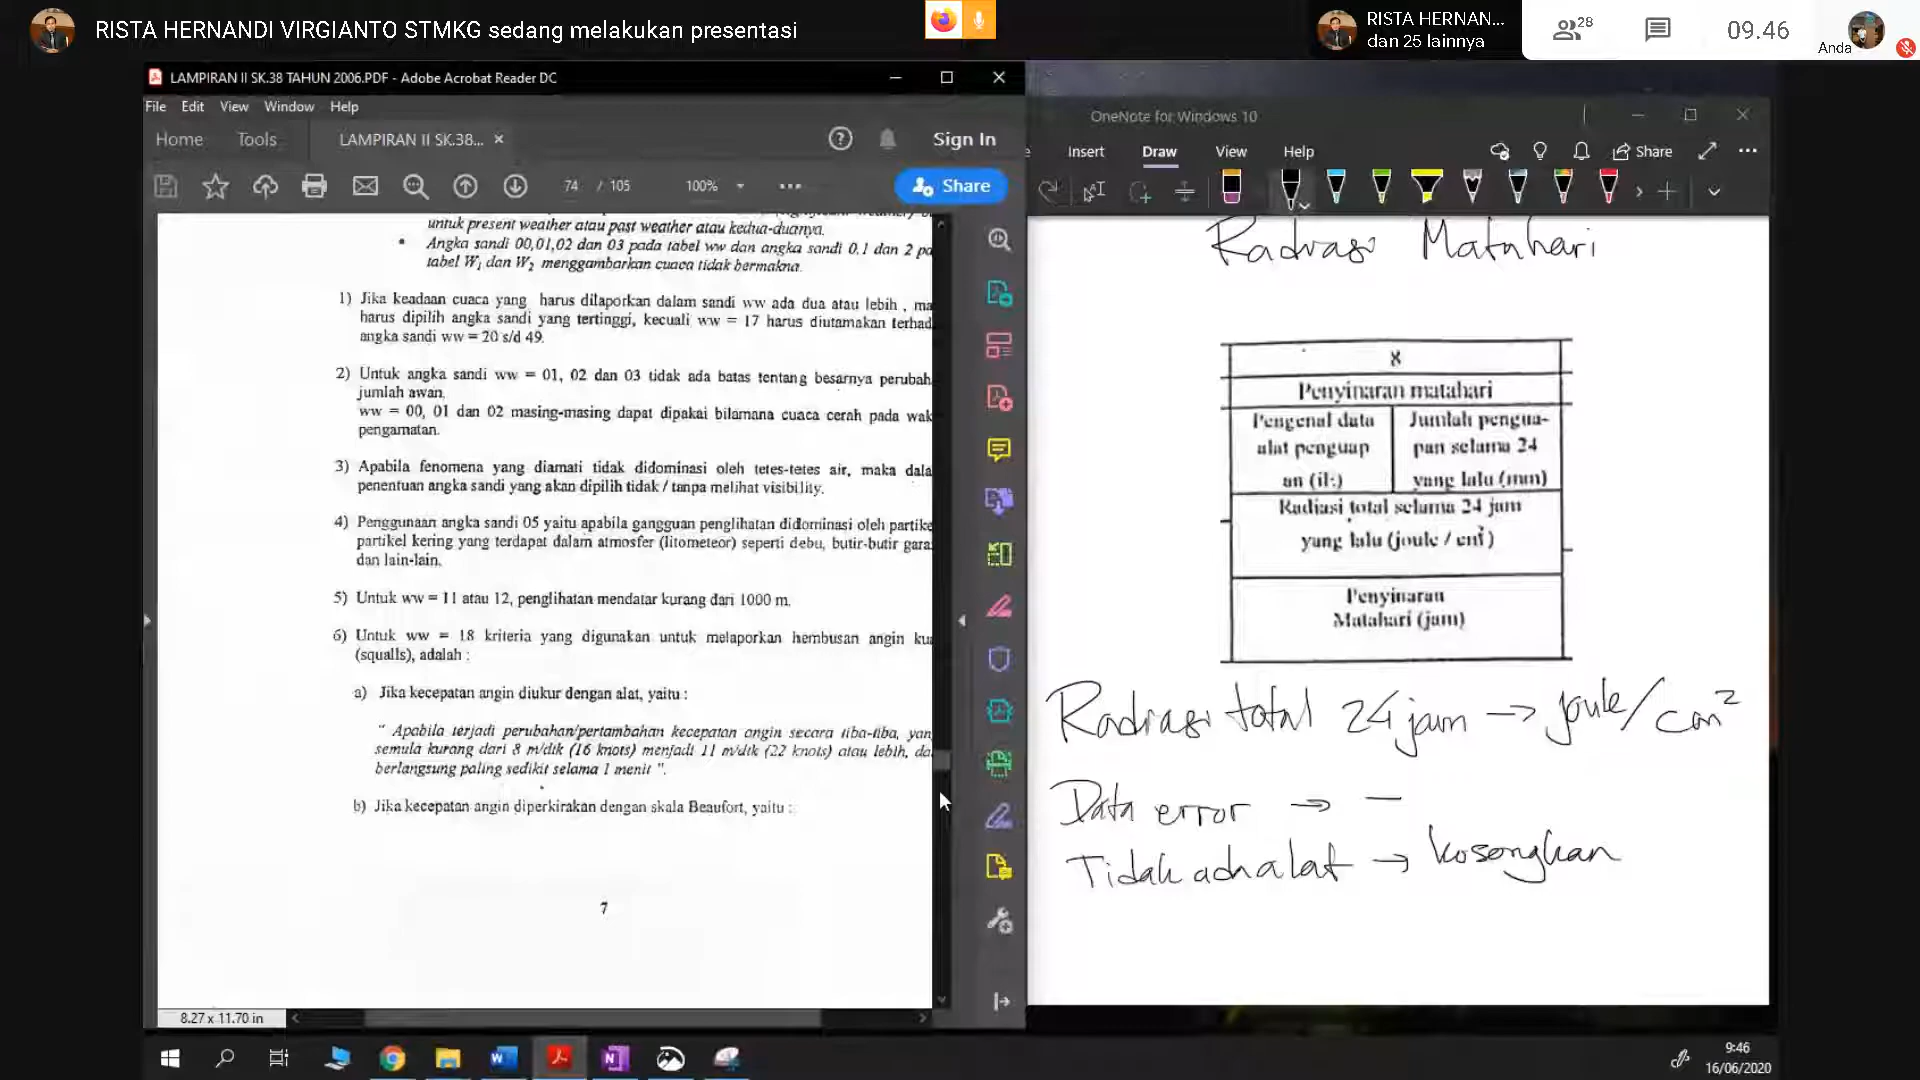 RISTA HERNANDI VIRGIANTO STMKG sedang melakukan presentasi
RISTA HERNAN...
dan 25 lainnya
28
09.46
Anda
LAMPIRAN II SK.38 TAHUN 2006.PDF - Adobe Acrobat Reader DC
File Edit View Window Help
Home Tools LAMPIRAN II SK.38... Sign In
74 / 105 100% Share
untuk present weather atau past weather atau kedua-duanya.
• Angka sandi 00,01,02 dan 03 pada tabel ww dan angka sandi 0,1 dan 2 pa
tabel W1 dan W2 menggambarkan cuaca tidak bermakna.
1) Jika keadaan cuaca yang harus dilaporkan dalam sandi ww ada dua atau lebih , ma
harus dipilih angka sandi yang tertinggi, kecuali ww = 17 harus diutamakan terhad
angka sandi ww = 20 s/d 49.
2) Untuk angka sandi ww = 01, 02 dan 03 tidak ada batas tentang besarnya perubah
jumlah awan.
ww = 00, 01 dan 02 masing-masing dapat dipakai bilamana cuaca cerah pada wak
pengamatan.
3) Apabila fenomena yang diamati tidak didominasi oleh tetes-tetes air, maka dala
penentuan angka sandi yang akan dipilih tidak / tanpa melihat visibility.
4) Penggunaan angka sandi 05 yaitu apabila gangguan penglihatan didominasi oleh partike
partikel kering yang terdapat dalam atmosfer (litometeor) seperti debu, butir-butir gara
dan lain-lain.
5) Untuk ww = 11 atau 12, penglihatan mendatar kurang dari 1000 m.
6) Untuk ww = 18 kriteria yang digunakan untuk melaporkan hembusan angin ku
(squalls), adalah :
a) Jika kecepatan angin diukur dengan alat, yaitu :
" Apabila terjadi perubahan/pertambahan kecepatan angin secara tiba-tiba, yan
semula kurang dari 8 m/dtk (16 knots) menjadi 11 m/dtk (22 knots) atau lebih, da
berlangsung paling sedikit selama 1 menit ".
b) Jika kecepatan angin diperkirakan dengan skala Beaufort, yaitu :
7
8.27 x 11.70 in
OneNote for Windows 10
Insert Draw View Help Share
Radiasi Matahari
8
Penyinaran matahari
Pengenal data
alat penguap
an (iE)
Jumlah pengua-
pan selama 24
yang lalu (mm)
Radiasi total selama 24 jam
yang lalu (joule / cm²)
Penyinaran
Matahari (jam)
Radiasi total 24 jam → joule/cm²
Data error → –
Tidak ada alat → kosongkan
9:46
16/06/2020